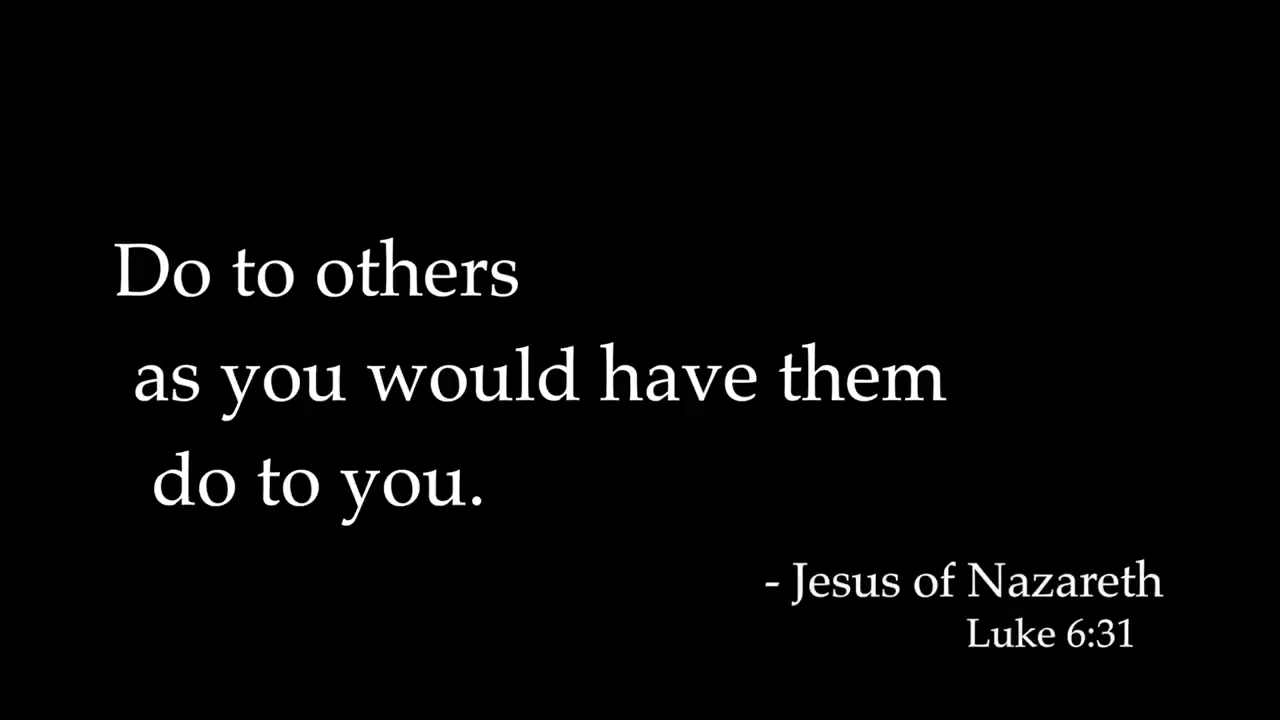 Do to others
as you would have them
do to you.
- Jesus of Nazareth
Luke 6:31